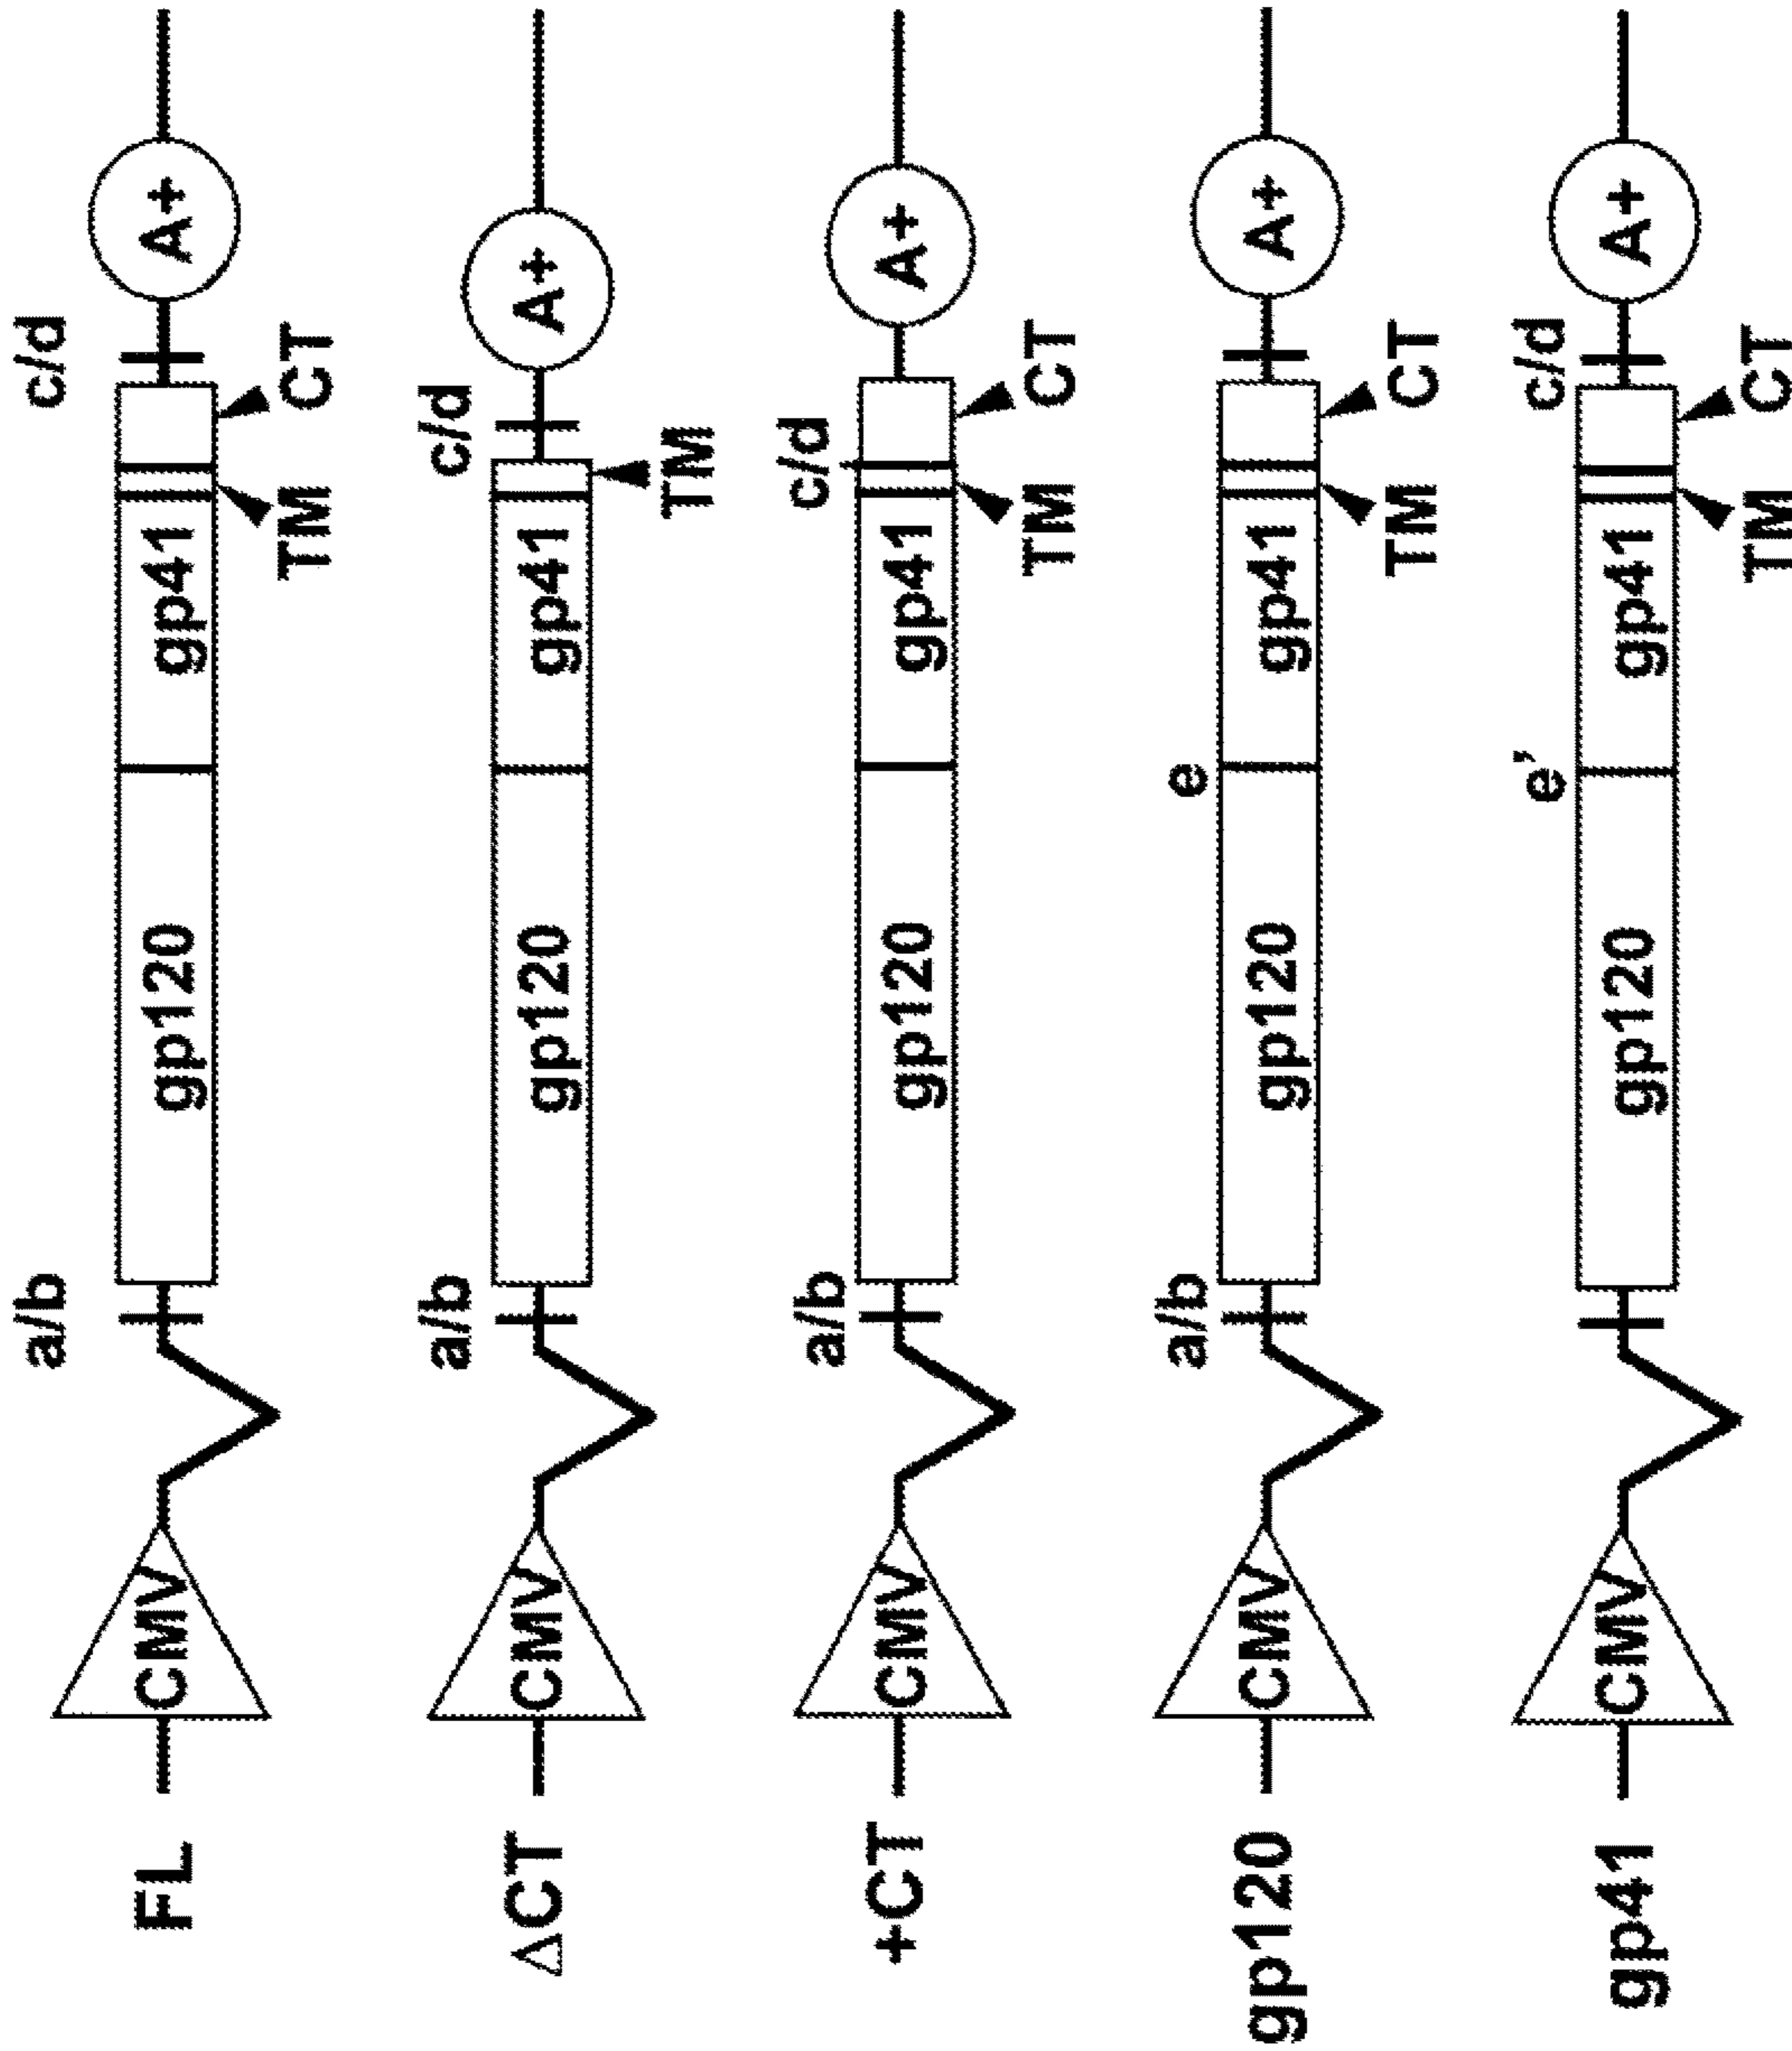 a/b c/d
FL CMV gp120 gp41 A+
TM CT
a/b c/d
ΔCT CMV gp120 gp41 A+
TM
a/b c/d
+CT CMV gp120 gp41 A+
TM CT
a/b e
gp120 CMV gp120 gp41 A+
TM CT
e' c/d
gp41 CMV gp120 gp41 A+
TM CT